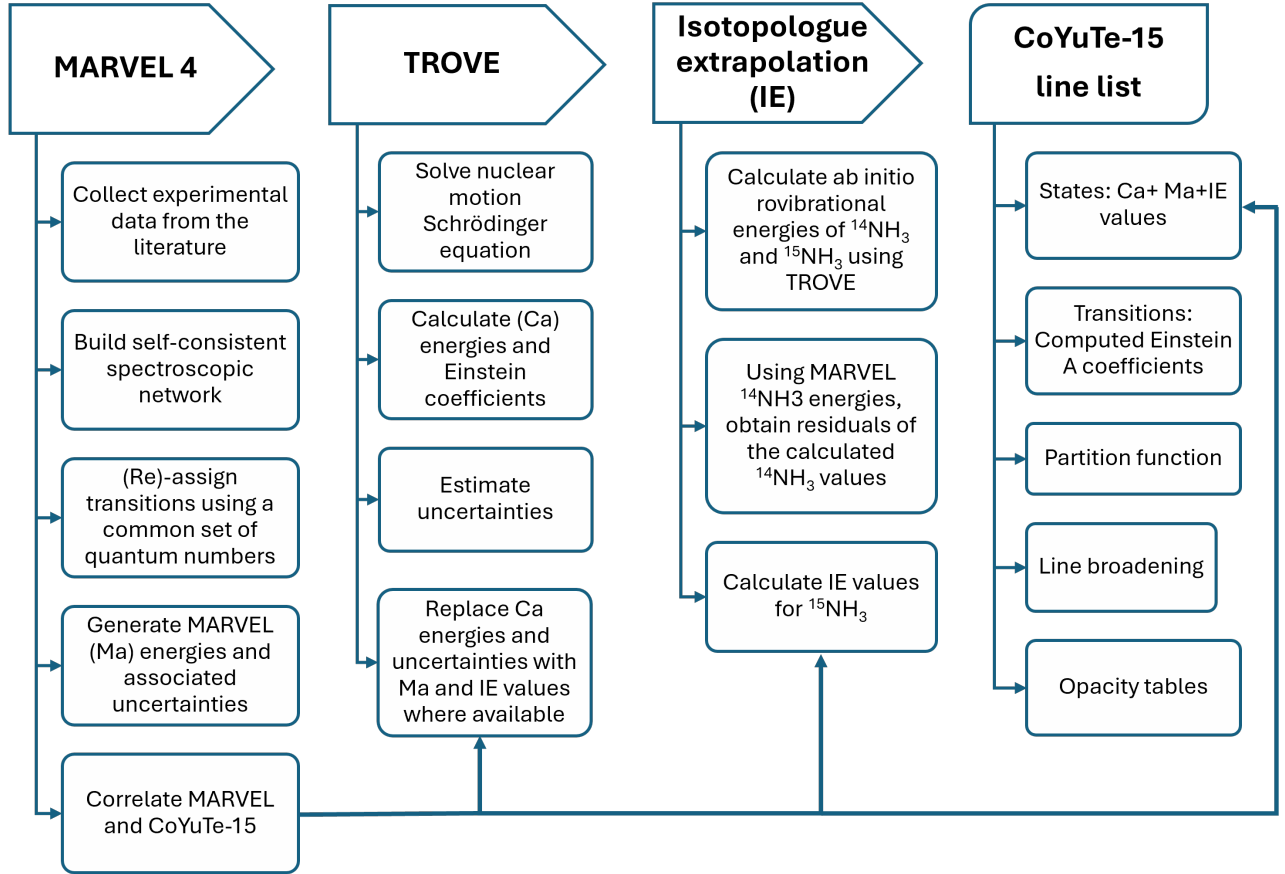 MARVEL 4
Collect experimental
data from the
literature
Build self-consistent
spectroscopic
network
(Re)-assign
transitions using a
common set of
quantum numbers
Generate MARVEL
(Ma) energies and
associated
uncertainties
Correlate MARVEL
and CoYuTe-15
TROVE
Solve nuclear
motion
Schrödinger
equation
Calculate (Ca)
energies and
Einstein
coefficients
Estimate
uncertainties
Replace Ca
energies and
uncertainties with
Ma and IE values
where available
Isotopologue
extrapolation
(IE)
Calculate ab initio
rovibrational
energies of ¹⁴NH₃
and ¹⁵NH₃ using
TROVE
Using MARVEL
¹⁴NH3 energies,
obtain residuals of
the calculated
¹⁴NH₃ values
Calculate IE values
for ¹⁵NH₃
CoYuTe-15
line list
States: Ca+ Ma+IE
values
Transitions:
Computed Einstein
A coefficients
Partition function
Line broadening
Opacity tables